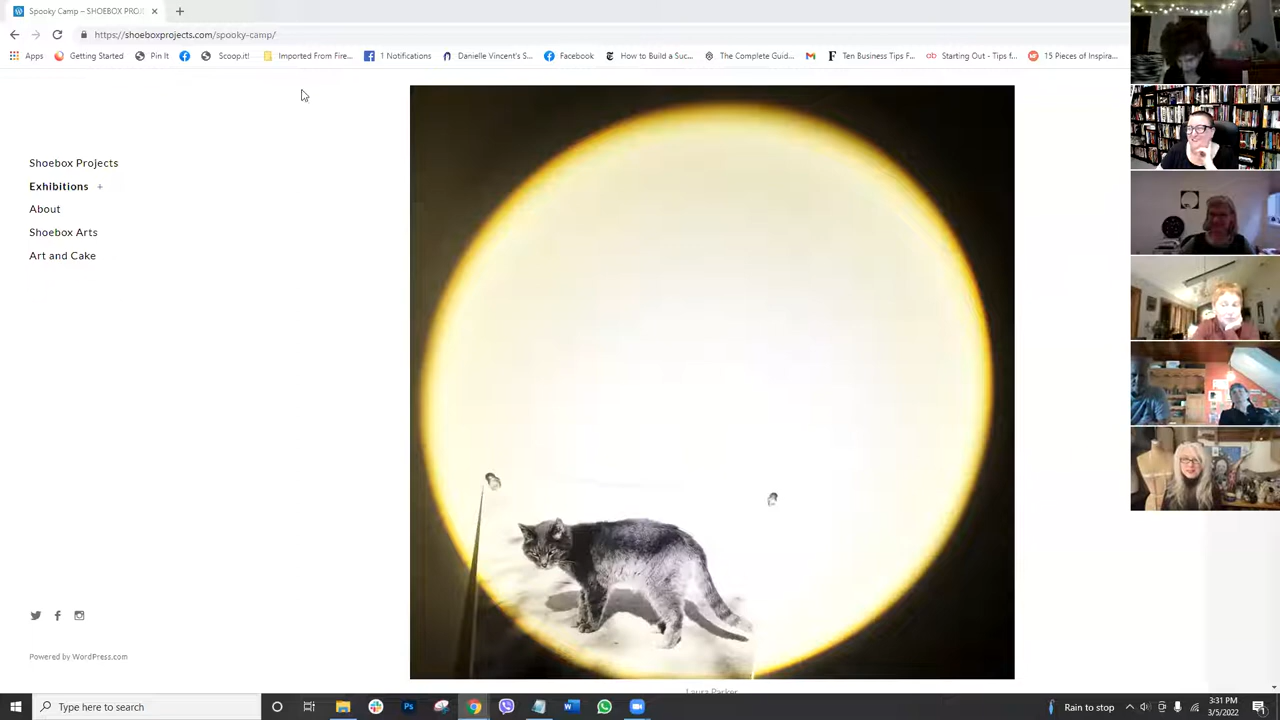 Spooky Camp – SHOEBOX PROJ
https://shoeboxprojects.com/spooky-camp/
Apps Getting Started Pin It Scoopit! Imported From Fire... 1 Notifications Danielle Vincent's S... Facebook How to Build a Suc... The Complete Guid... Ten Business Tips F... Starting Out - Tips f... 15 Pieces of Inspira...
Shoebox Projects
Exhibitions +
About
Shoebox Arts
Art and Cake
Powered by WordPress.com
Laura Parker
Type here to search
Rain to stop
3:31 PM
3/5/2022